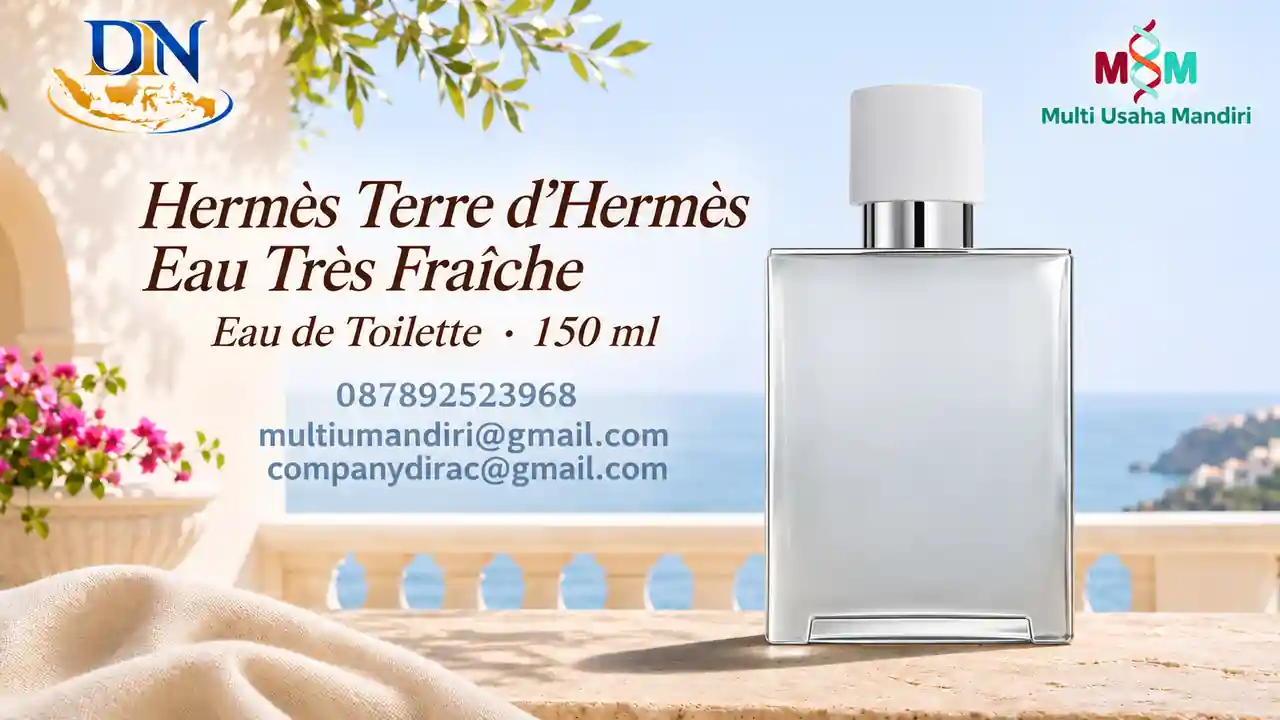 DN
MSM
Multi Usaha Mandiri
Hermès Terre d'Hermès
Eau Très Fraîche
Eau de Toilette · 150 ml
087892523968
multiumandiri@gmail.com
companydirac@gmail.com